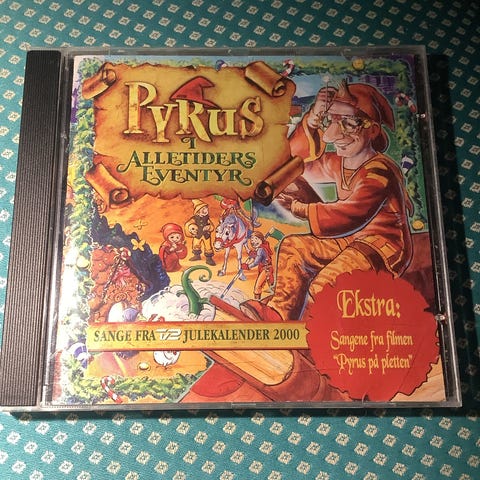 PYRUS
I
ALLETIDERS
EVENTYR
SANGE FRA TV2 JULEKALENDER 2000
Ekstra:
Sangene fra filmen
"Pyrus på pletten"